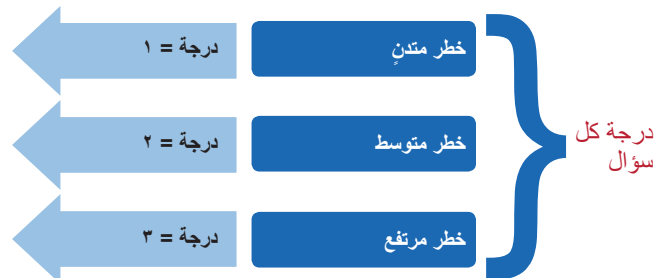 درجة كل
سؤال
خطر متدنٍ
درجة = ١
خطر متوسط
درجة = ٢
خطر مرتفع
درجة = ٣